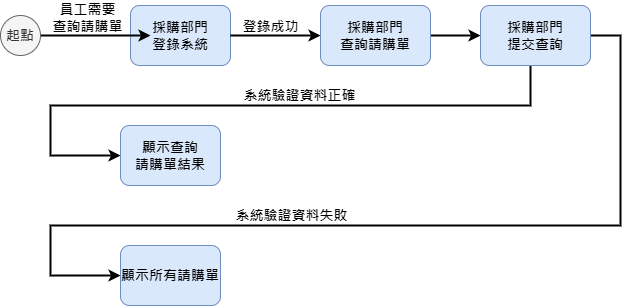 員工需要
查詢請購單
起點
採購部門
登錄系統
登錄成功
採購部門
查詢請購單
採購部門
提交查詢
系統驗證資料正確
顯示查詢
請購單結果
系統驗證資料失敗
顯示所有請購單